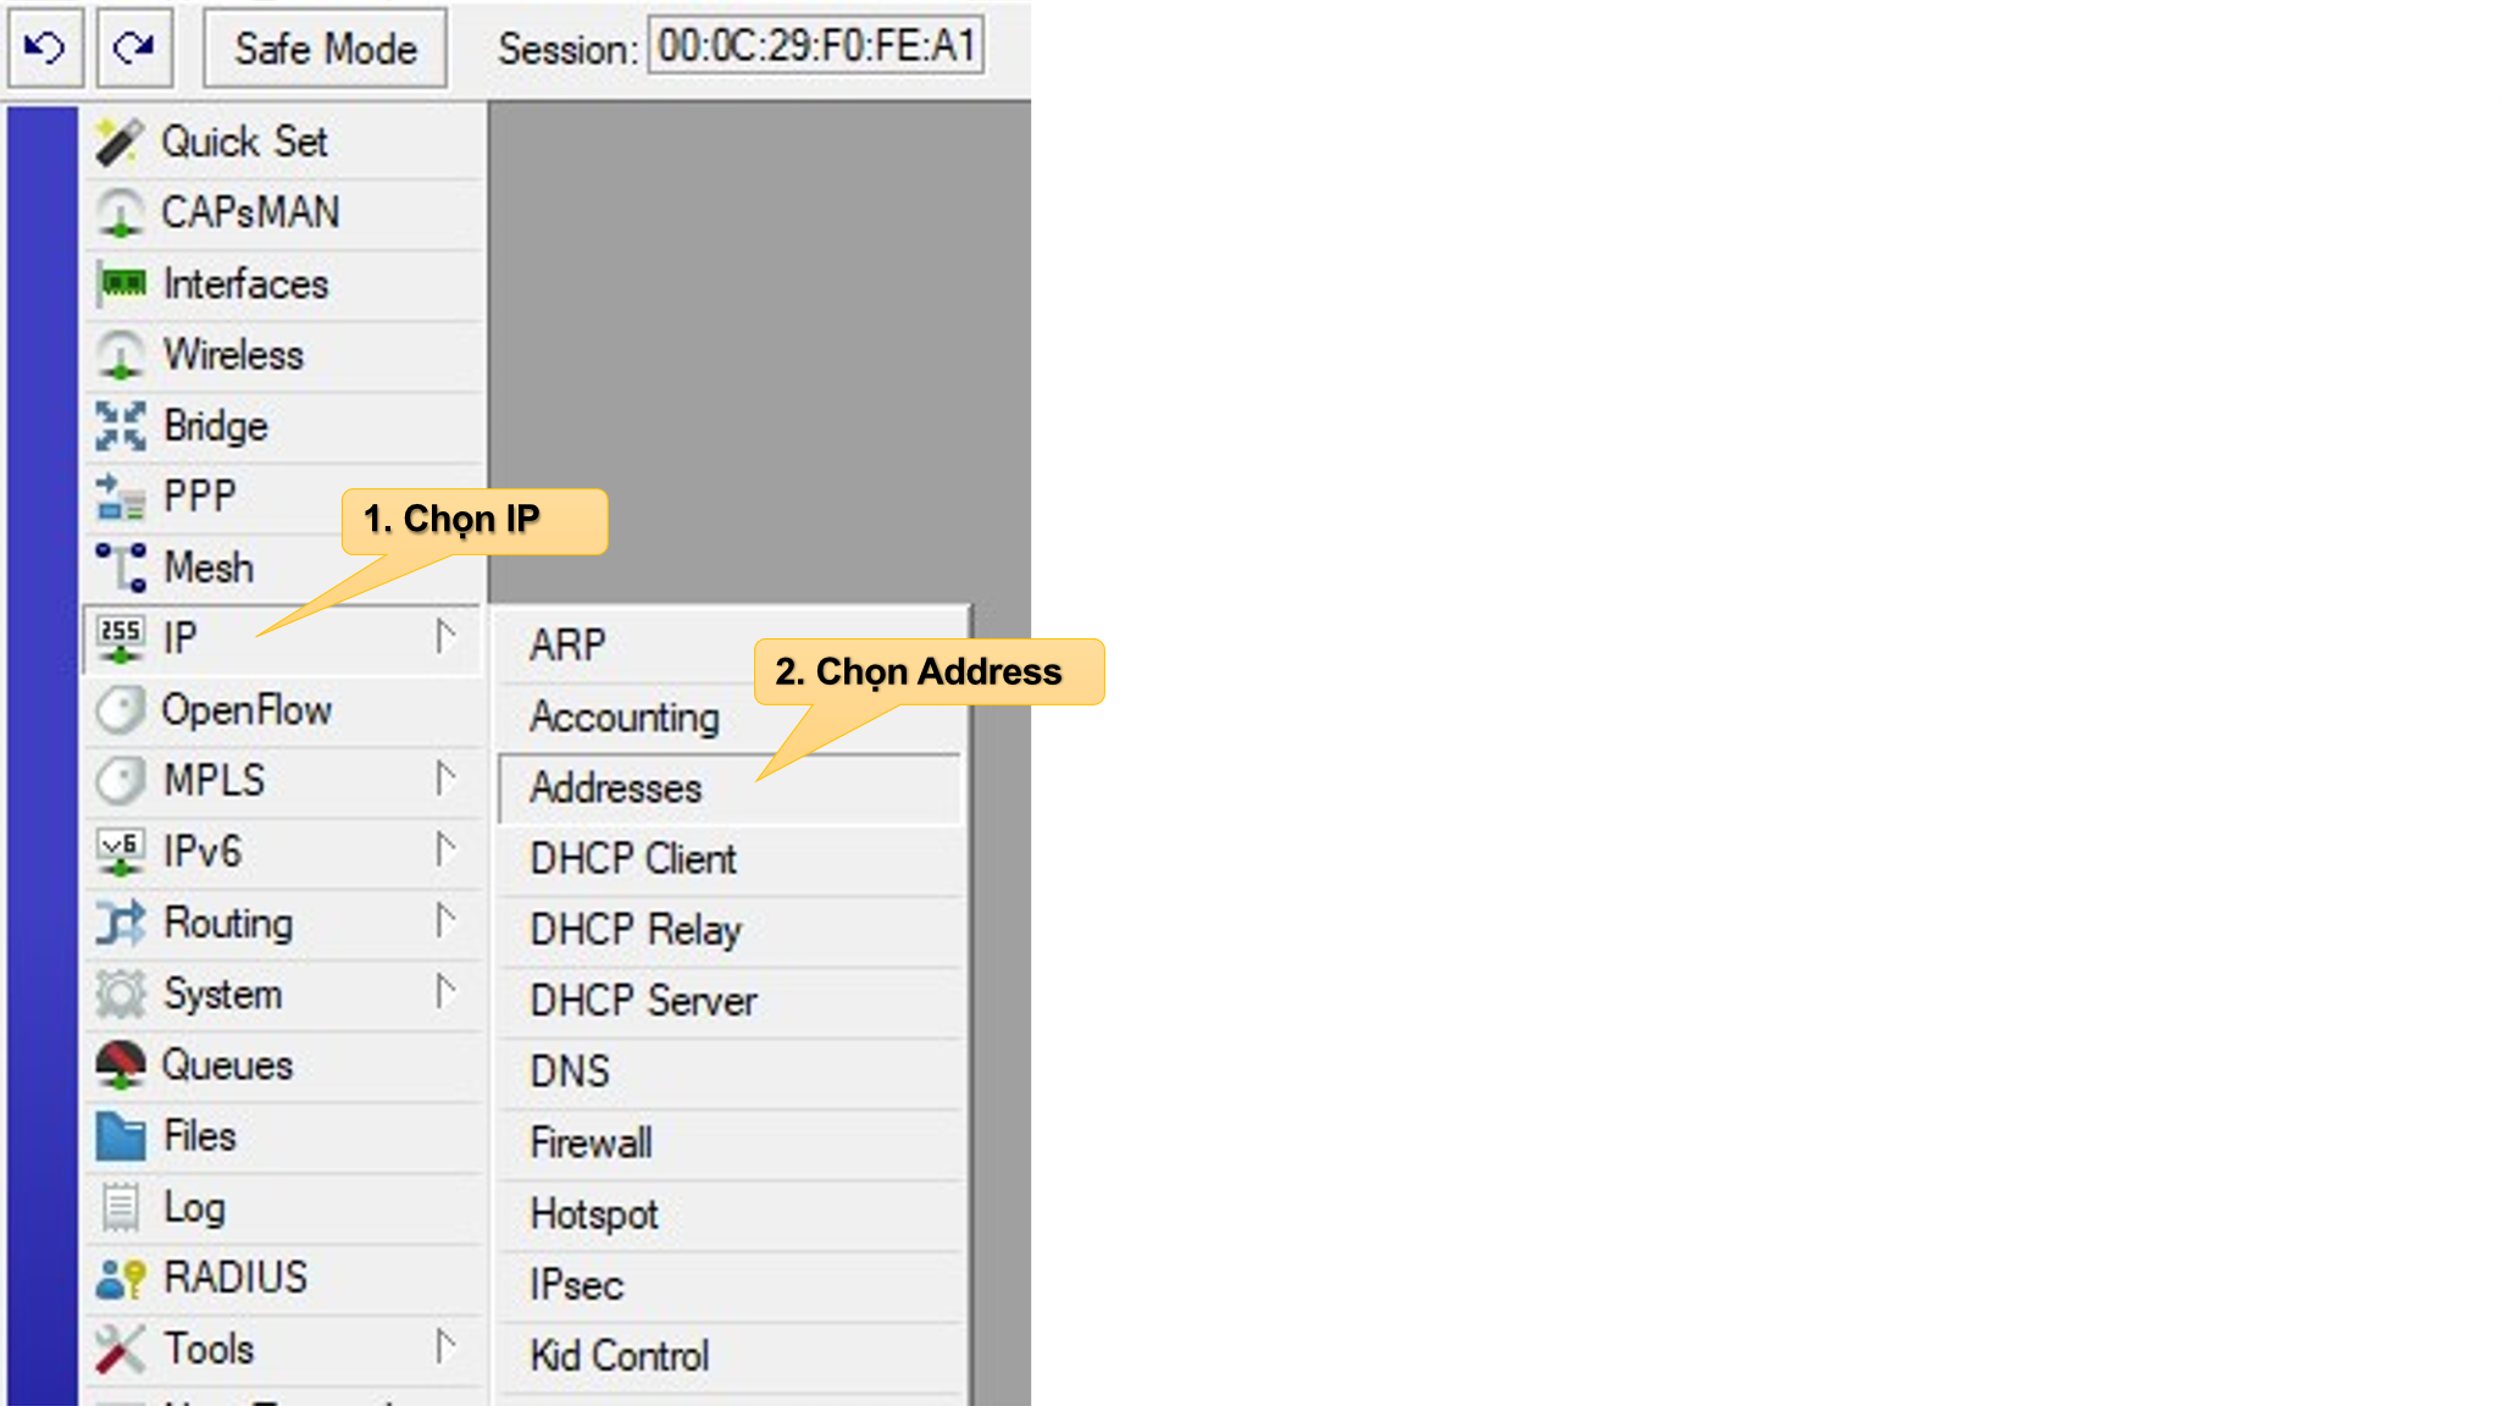 Safe Mode
Session: 00:0C:29:F0:FE:A1
Quick Set
CAPsMAN
Interfaces
Wireless
Bridge
PPP
1. Chọn IP
Mesh
255
IP
ARP
2. Chọn Address
OpenFlow
Accounting
MPLS
Addresses
v6
IPv6
DHCP Client
Routing
DHCP Relay
System
DHCP Server
Queues
DNS
Files
Firewall
Log
Hotspot
RADIUS
IPsec
Tools
Kid Control